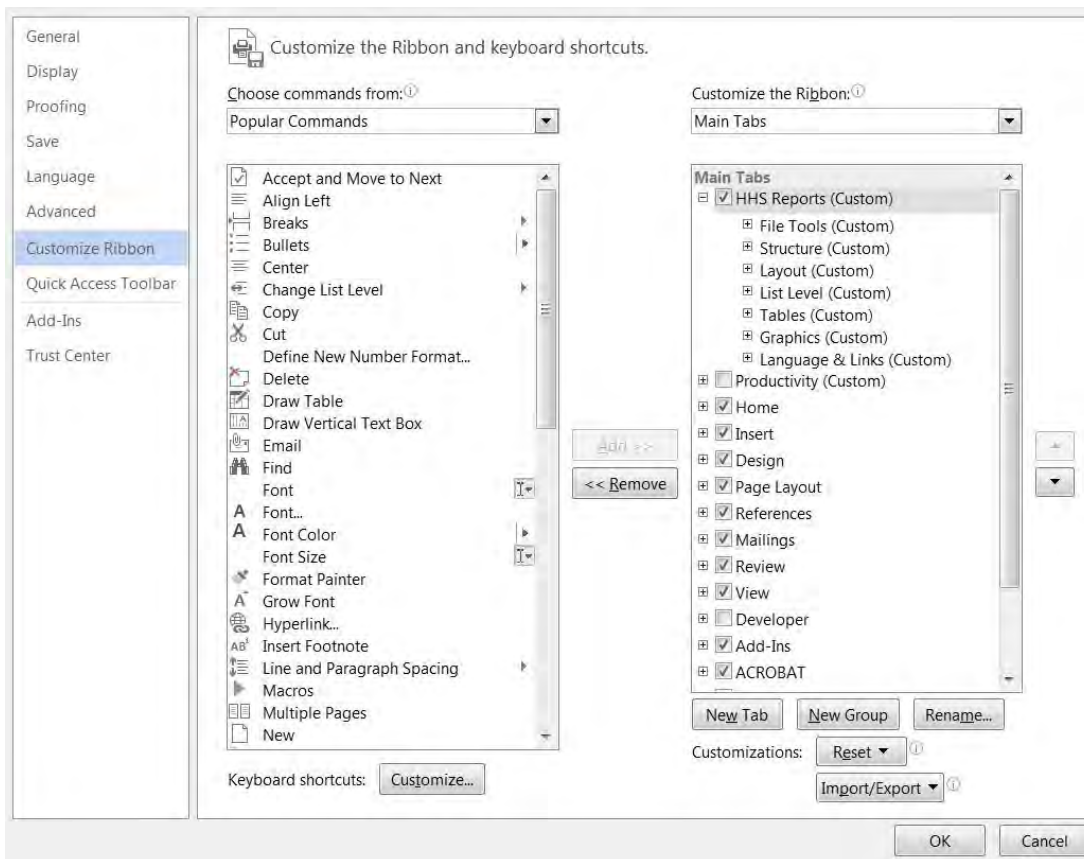 General
Display
Proofing
Save
Language
Advanced
Customize Ribbon
Quick Access Toolbar
Add-Ins
Trust Center
Customize the Ribbon and keyboard shortcuts.
Choose commands from:
Popular Commands
Accept and Move to Next
Align Left
Breaks
Bullets
Center
Change List Level
Copy
Cut
Define New Number Format...
Delete
Draw Table
Draw Vertical Text Box
Email
Find
Font
Font...
Font Color
Font Size
Format Painter
Grow Font
Hyperlink...
Insert Footnote
Line and Paragraph Spacing
Macros
Multiple Pages
New
Keyboard shortcuts: Customize...
Add >>
<< Remove
Customize the Ribbon:
Main Tabs
Main Tabs
HHS Reports (Custom)
File Tools (Custom)
Structure (Custom)
Layout (Custom)
List Level (Custom)
Tables (Custom)
Graphics (Custom)
Language & Links (Custom)
Productivity (Custom)
Home
Insert
Design
Page Layout
References
Mailings
Review
View
Developer
Add-Ins
ACROBAT
New Tab New Group Rename...
Customizations: Reset
Import/Export
OK Cancel